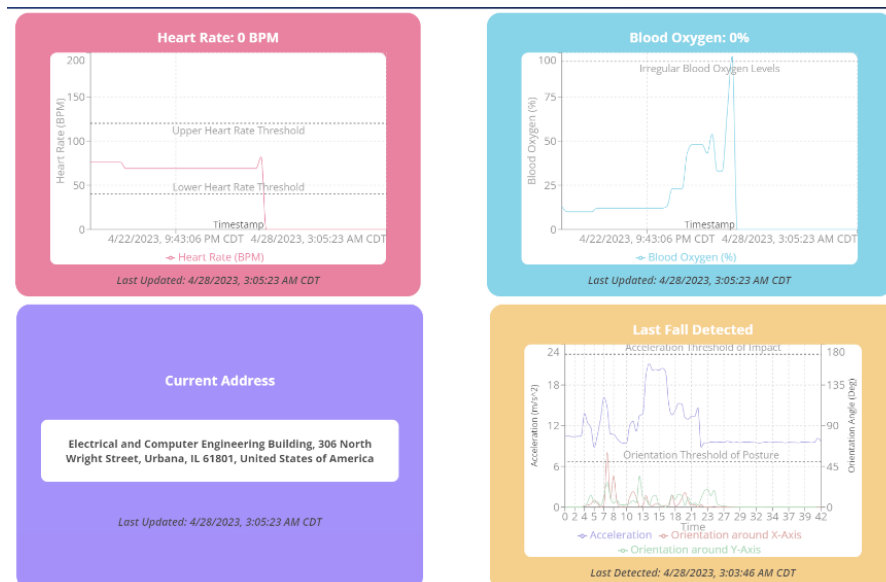 Heart Rate: 0 BPM
200
150
100
50
0
Heart Rate (BPM)
Upper Heart Rate Threshold
Lower Heart Rate Threshold
Timestamp
4/22/2023, 9:43:06 PM CDT
4/28/2023, 3:05:23 AM CDT
Heart Rate (BPM)
Last Updated: 4/28/2023, 3:05:23 AM CDT
Blood Oxygen: 0%
100
75
50
25
0
Blood Oxygen (%)
Irregular Blood Oxygen Levels
Timestamp
4/22/2023, 9:43:06 PM CDT
4/28/2023, 3:05:23 AM CDT
Blood Oxygen (%)
Last Updated: 4/28/2023, 3:05:23 AM CDT
Current Address
Electrical and Computer Engineering Building, 306 North
Wright Street, Urbana, IL 61801, United States of America
Last Updated: 4/28/2023, 3:05:23 AM CDT
Last Fall Detected
Acceleration Threshold of Impact
24
18
12
6
0
Acceleration (m/s^2)
180
135
90
45
0
Orientation Angle (Deg)
Orientation Threshold of Posture
0 2 4 5 7 8 10 13 15 17 18 19 21 23 25 27 29 31 34 36 38 40 42
Time
Acceleration
Orientation around X-Axis
Orientation around Y-Axis
Last Detected: 4/28/2023, 3:03:46 AM CDT